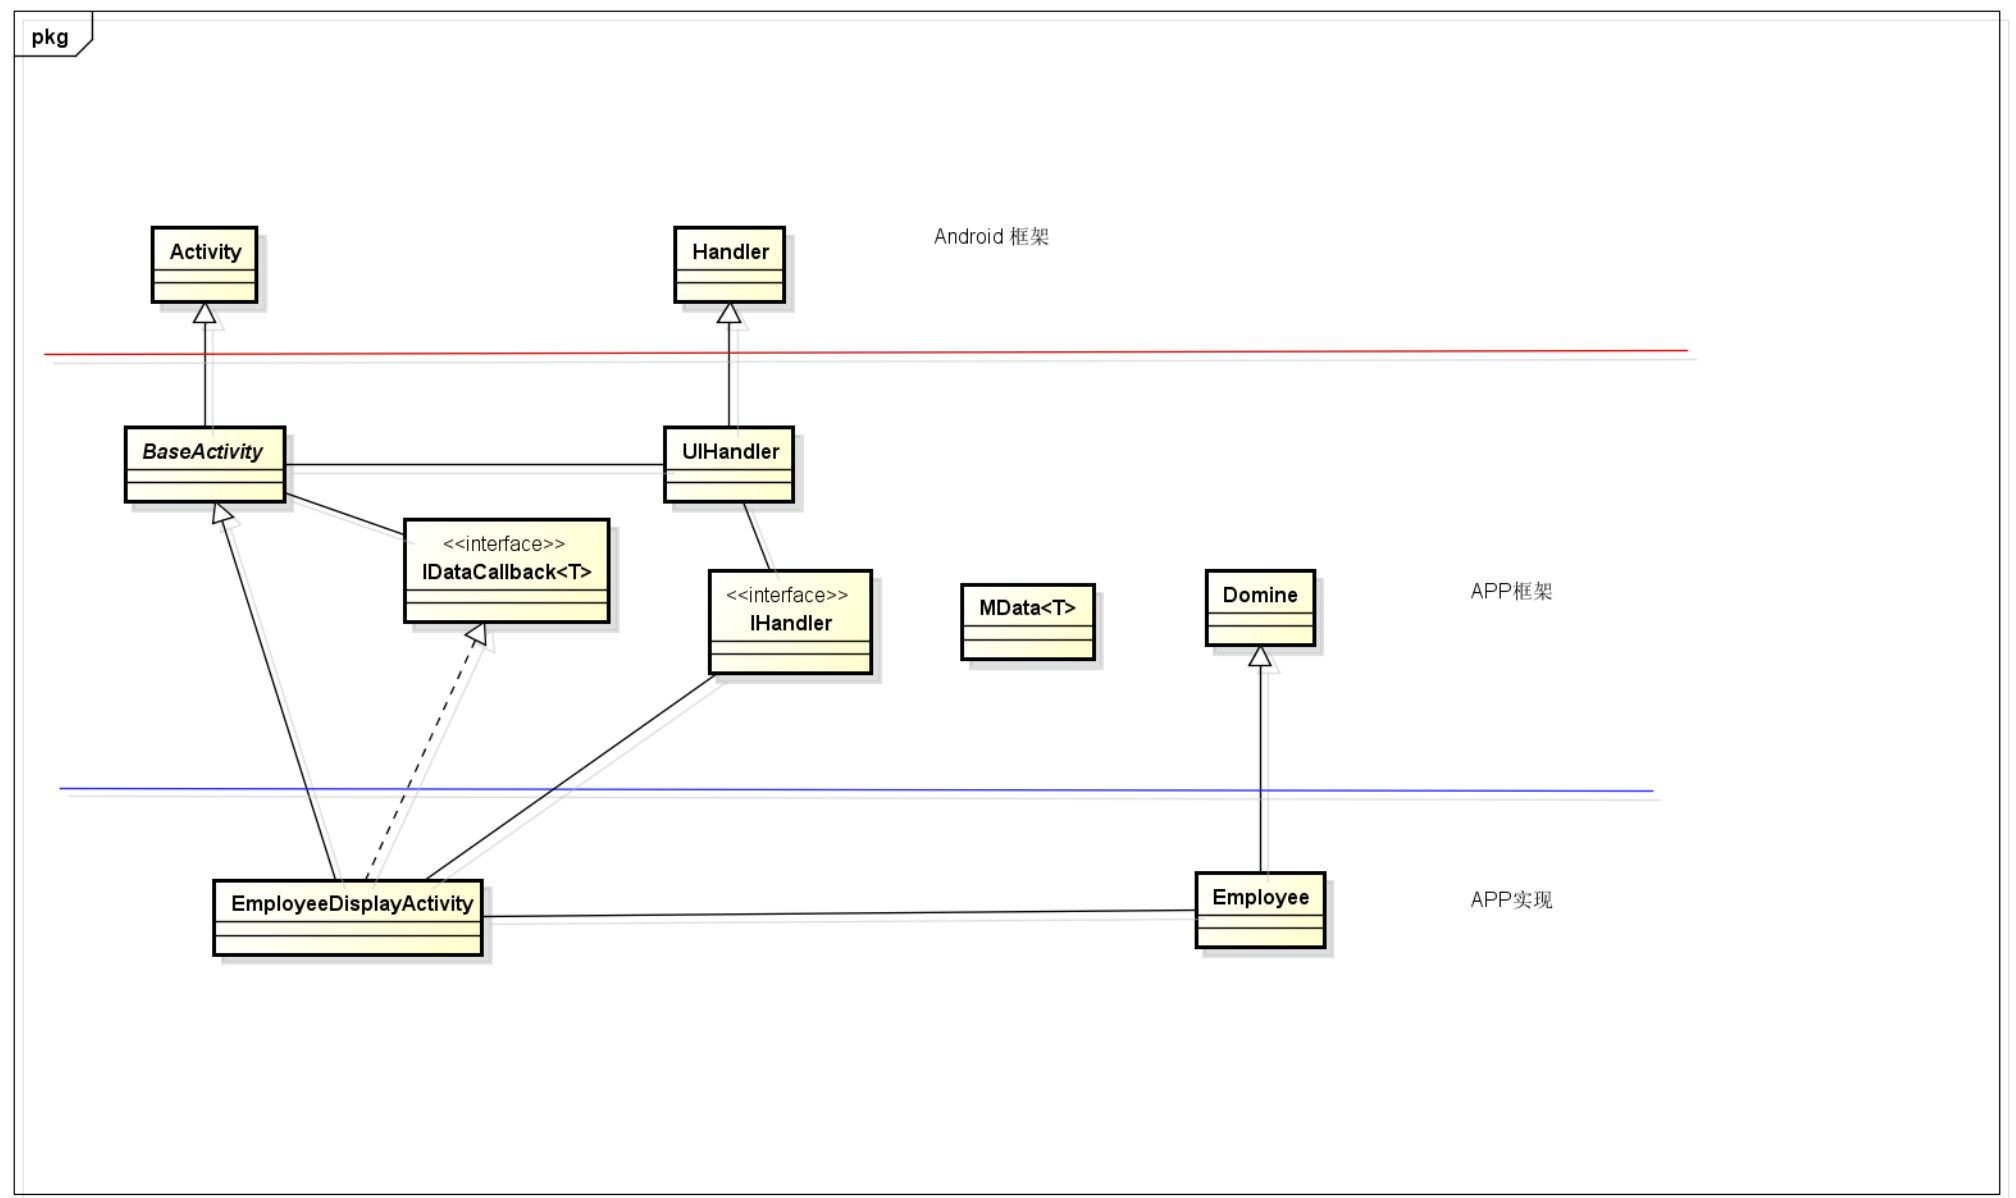 pkg
Activity
Handler
Android 框架
BaseActivity
UIHandler
<<interface>>
IDataCallback<T>
<<interface>>
IHandler
MData<T>
Domine
APP框架
EmployeeDisplayActivity
Employee
APP实现